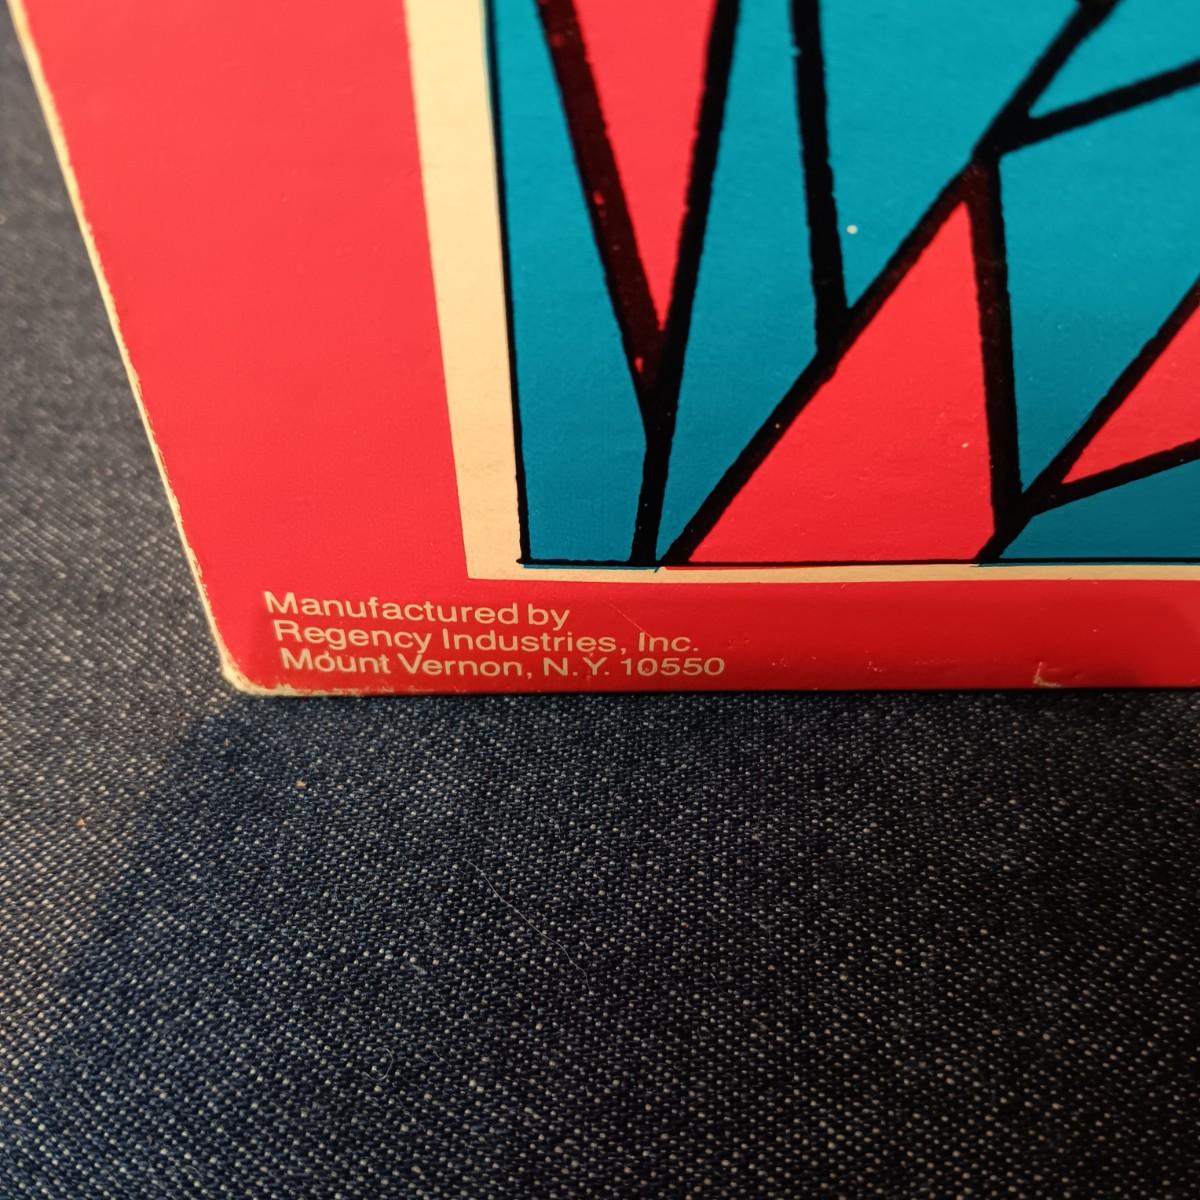 Manufactured by
Regency Industries, Inc.
Mount Vernon, N.Y. 10550